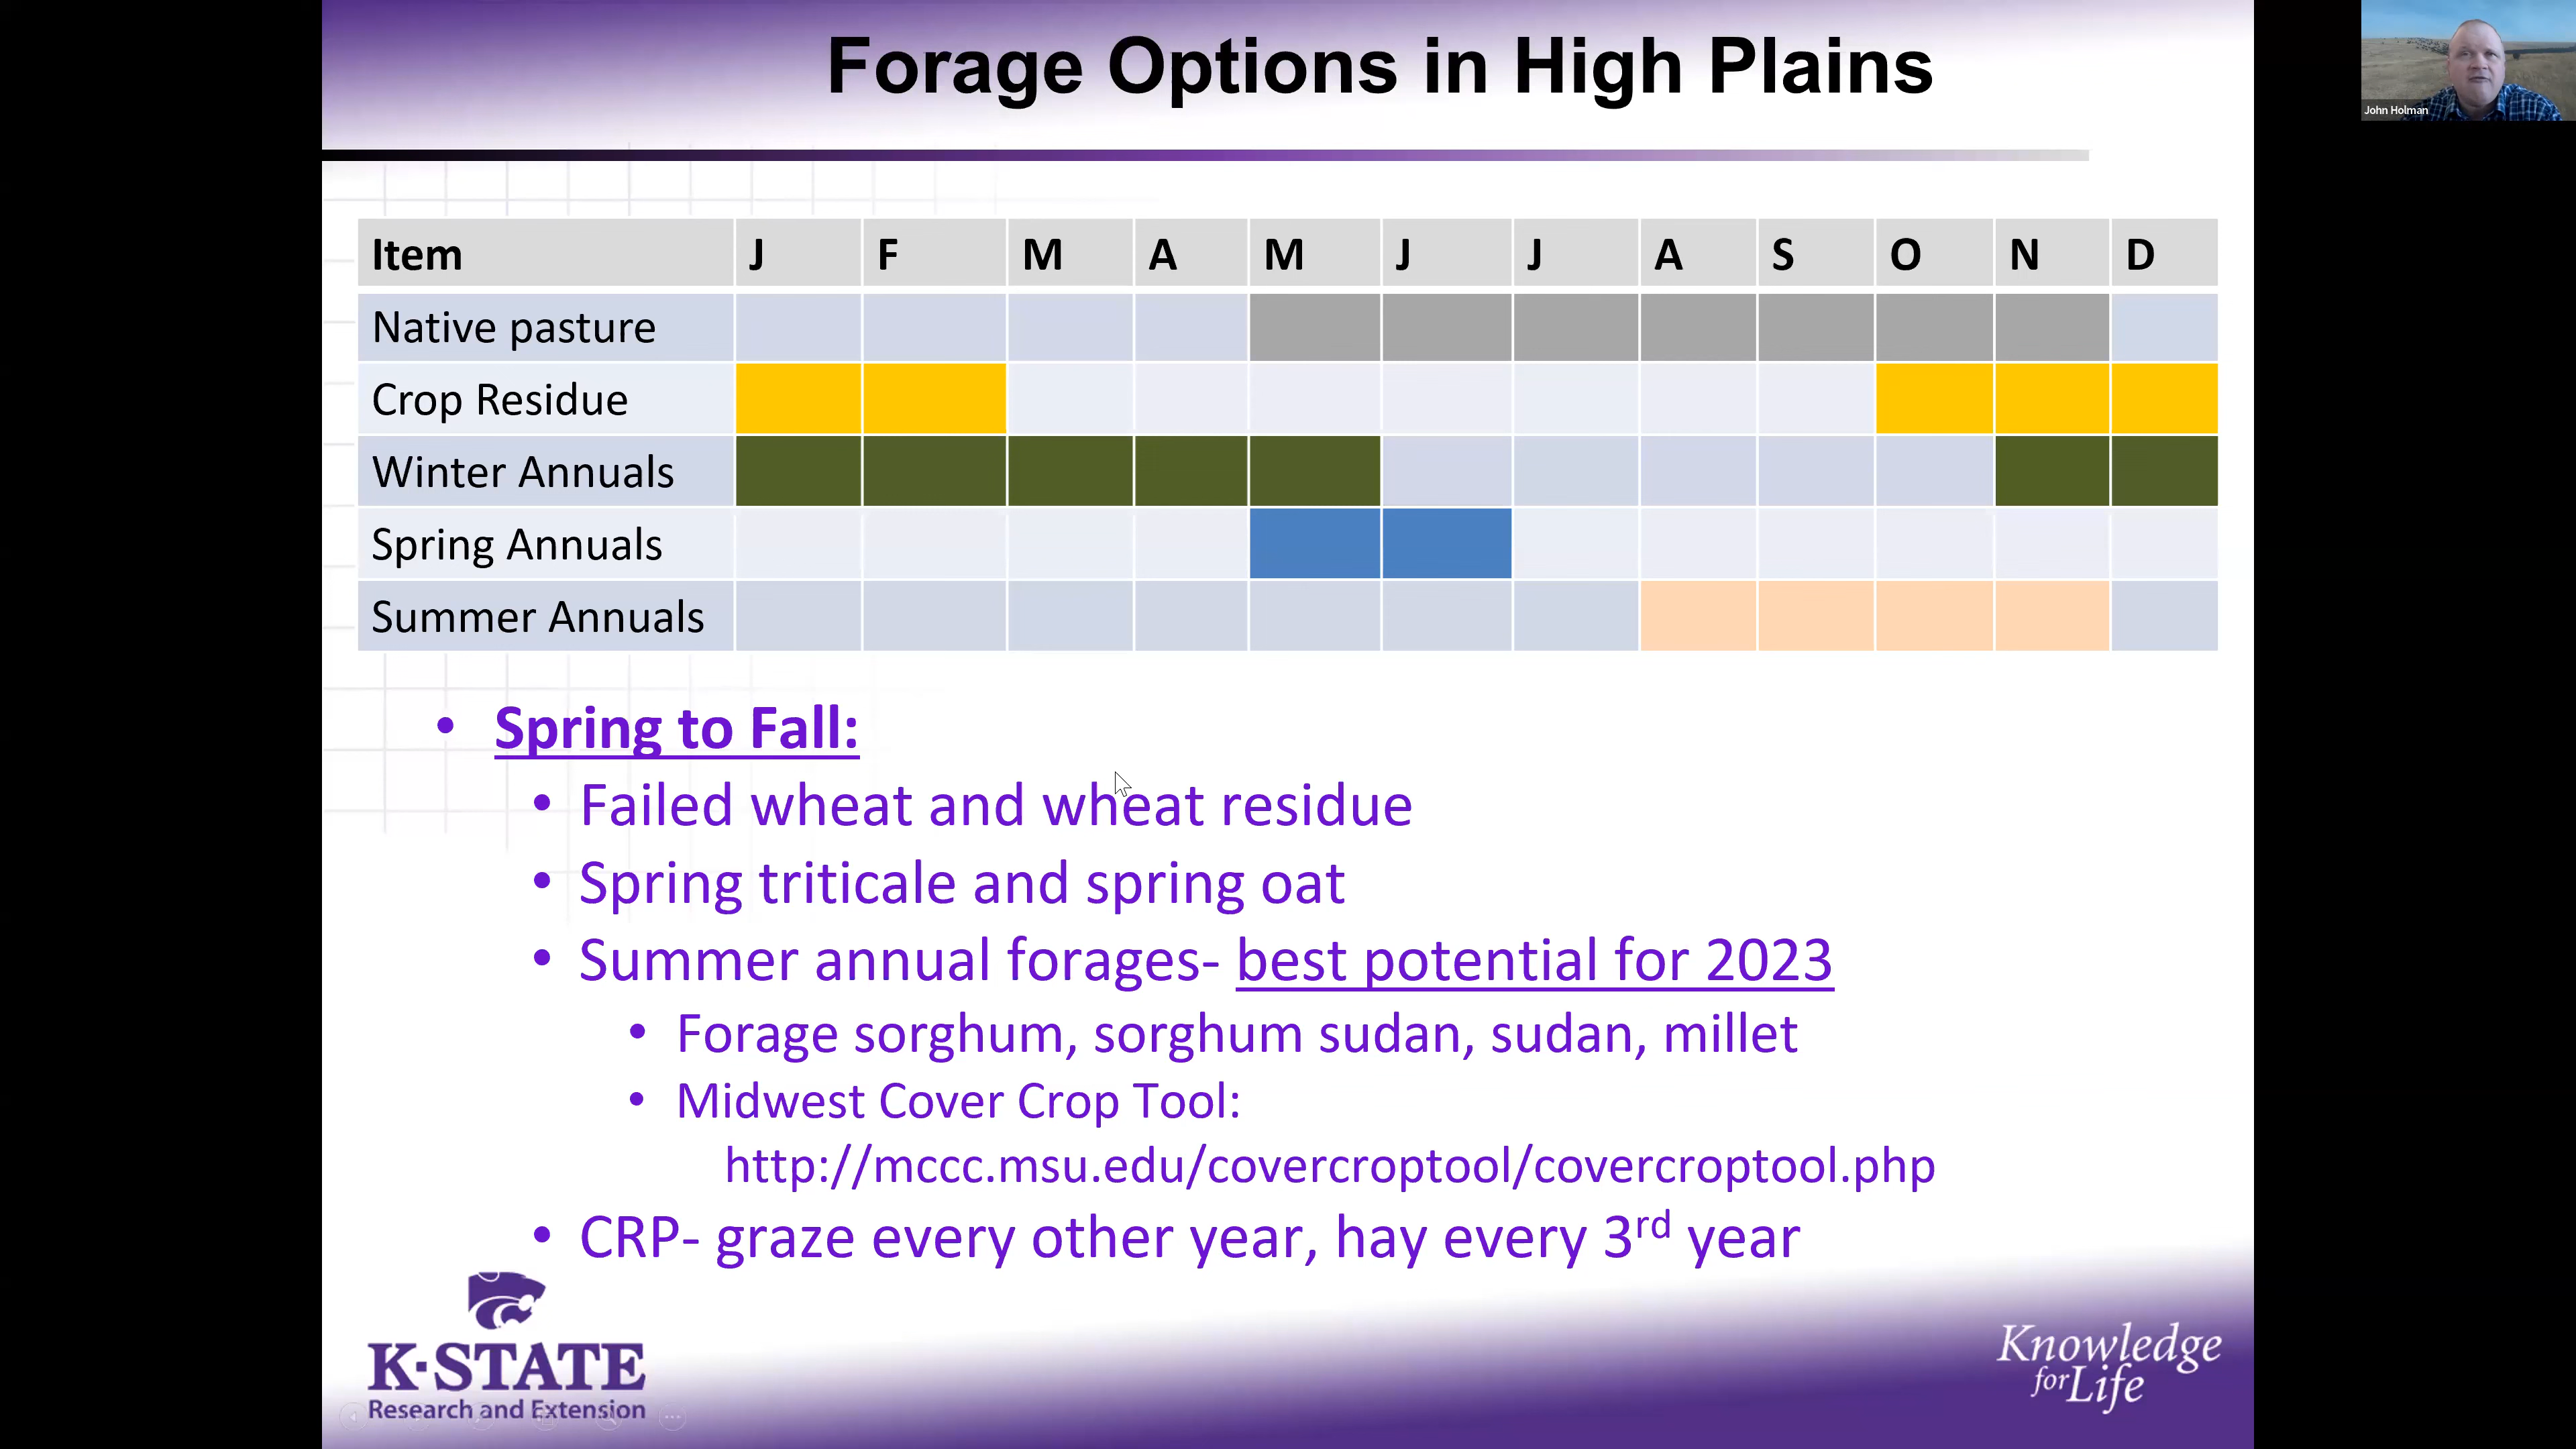 Forage Options in High Plains
John Holman
Item J F M A M J J A S O N D
Native pasture
Crop Residue
Winter Annuals
Spring Annuals
Summer Annuals
• Spring to Fall:
• Failed wheat and wheat residue
• Spring triticale and spring oat
• Summer annual forages- best potential for 2023
• Forage sorghum, sorghum sudan, sudan, millet
• Midwest Cover Crop Tool:
http://mccc.msu.edu/covercroptool/covercroptool.php
• CRP- graze every other year, hay every 3rd year
K-STATE
Research and Extension
Knowledge
for Life